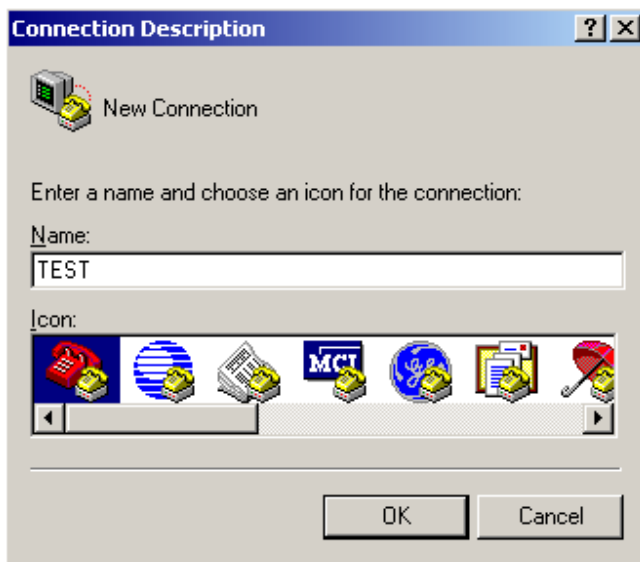 Connection Description
New Connection
Enter a name and choose an icon for the connection:
Name:
TEST
Icon:
MCI
OK Cancel